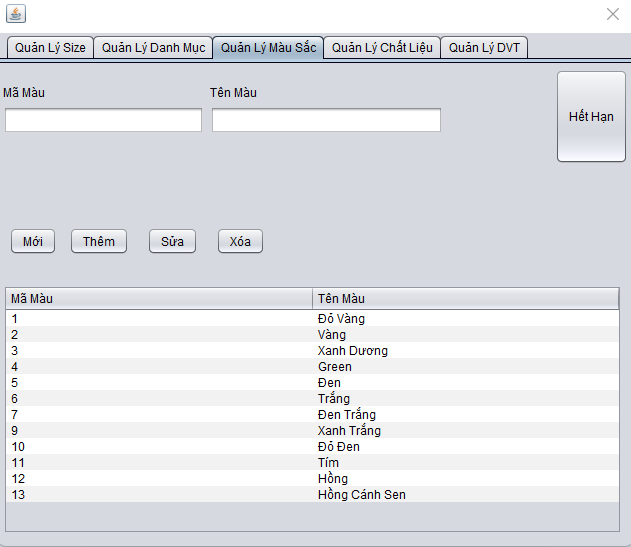 Quản Lý Size Quản Lý Danh Mục Quản Lý Màu Sắc Quản Lý Chất Liệu Quản Lý DVT
Mã Màu Tên Màu
Hết Hạn
Mới Thêm Sửa Xóa
Mã Màu Tên Màu
1 Đỏ Vàng
2 Vàng
3 Xanh Dương
4 Green
5 Đen
6 Trắng
7 Đen Trắng
9 Xanh Trắng
10 Đỏ Đen
11 Tím
12 Hồng
13 Hồng Cánh Sen